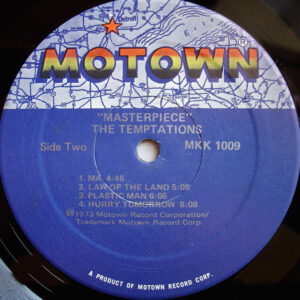 Detroit
MOTOWN
®
"MASTERPIECE"
THE TEMPTATIONS
Side Two
MKK 1009
1. MA 4:46
2. LAW OF THE LAND 5:08
3. PLASTIC MAN 6:06
4. HURRY TOMORROW 8:08
℗1973 Motown Record Corporation/
Trademark Motown Record Corp.
A PRODUCT OF MOTOWN RECORD CORP.